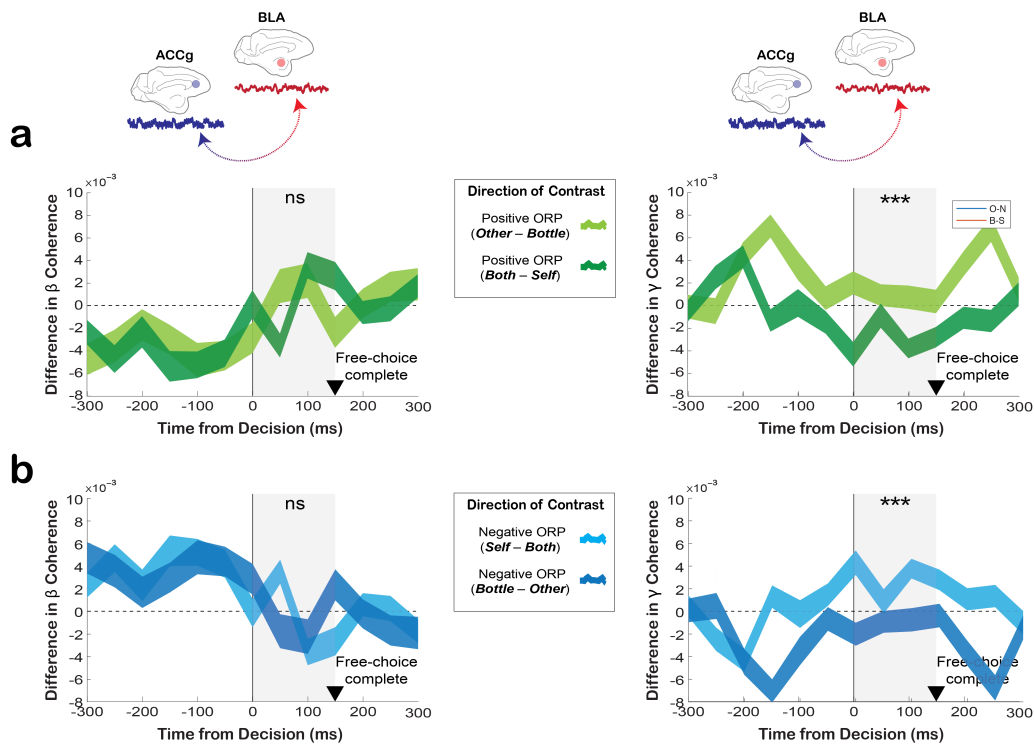 BLA
ACCg
BLA
ACCg
a
×10⁻³
10
8
6
4
2
0
-2
-4
-6
-8
Difference in β Coherence
ns
Free-choice
complete
-300
-200
-100
0
100
200
300
Time from Decision (ms)
Direction of Contrast
Positive ORP
(Other – Bottle)
Positive ORP
(Both – Self)
×10⁻³
10
8
6
4
2
0
-2
-4
-6
-8
Difference in γ Coherence
***
O-N
B-S
Free-choice
complete
-300
-200
-100
0
100
200
300
Time from Decision (ms)
b
×10⁻³
10
8
6
4
2
0
-2
-4
-6
-8
Difference in β Coherence
ns
Free-choice
complete
-300
-200
-100
0
100
200
300
Time from Decision (ms)
Direction of Contrast
Negative ORP
(Self – Both)
Negative ORP
(Bottle – Other)
×10⁻³
10
8
6
4
2
0
-2
-4
-6
-8
Difference in γ Coherence
***
Free-choice
complete
-300
-200
-100
0
100
200
300
Time from Decision (ms)